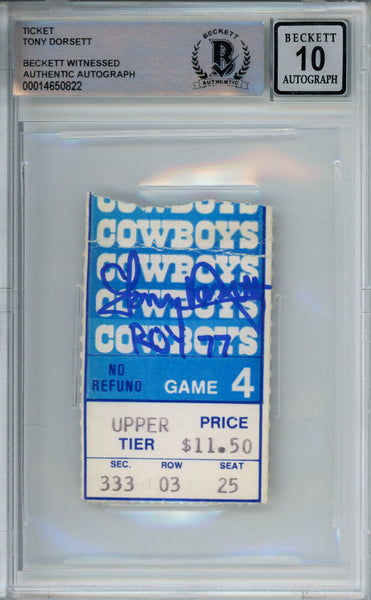 TICKET
TONY DORSETT
BECKETT WITNESSED
AUTHENTIC AUTOGRAPH
00014650822
BECKETT
B
AUTHENTIC
BECKETT
10
AUTOGRAPH
COWBOYS
COWBOYS
COWBOYS
COWBOYS
Tony Dorsett
COWBOYS
ROY 77
NO REFUND
GAME 4
UPPER TIER
PRICE $11.50
SEC. ROW SEAT
333 03 25